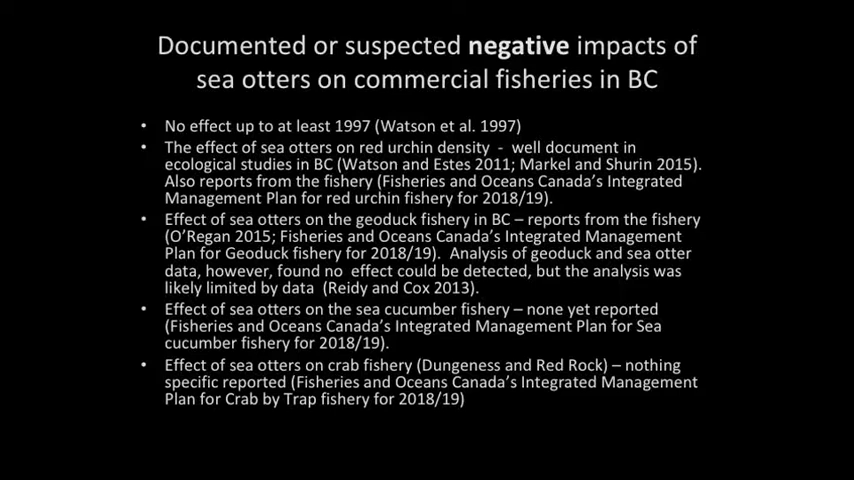 Documented or suspected negative impacts of
sea otters on commercial fisheries in BC
• No effect up to at least 1997 (Watson et al. 1997)
• The effect of sea otters on red urchin density - well document in
ecological studies in BC (Watson and Estes 2011; Markel and Shurin 2015).
Also reports from the fishery (Fisheries and Oceans Canada's Integrated
Management Plan for red urchin fishery for 2018/19).
• Effect of sea otters on the geoduck fishery in BC – reports from the fishery
(O'Regan 2015; Fisheries and Oceans Canada's Integrated Management
Plan for Geoduck fishery for 2018/19). Analysis of geoduck and sea otter
data, however, found no effect could be detected, but the analysis was
likely limited by data (Reidy and Cox 2013).
• Effect of sea otters on the sea cucumber fishery – none yet reported
(Fisheries and Oceans Canada's Integrated Management Plan for Sea
cucumber fishery for 2018/19).
• Effect of sea otters on crab fishery (Dungeness and Red Rock) – nothing
specific reported (Fisheries and Oceans Canada's Integrated Management
Plan for Crab by Trap fishery for 2018/19)